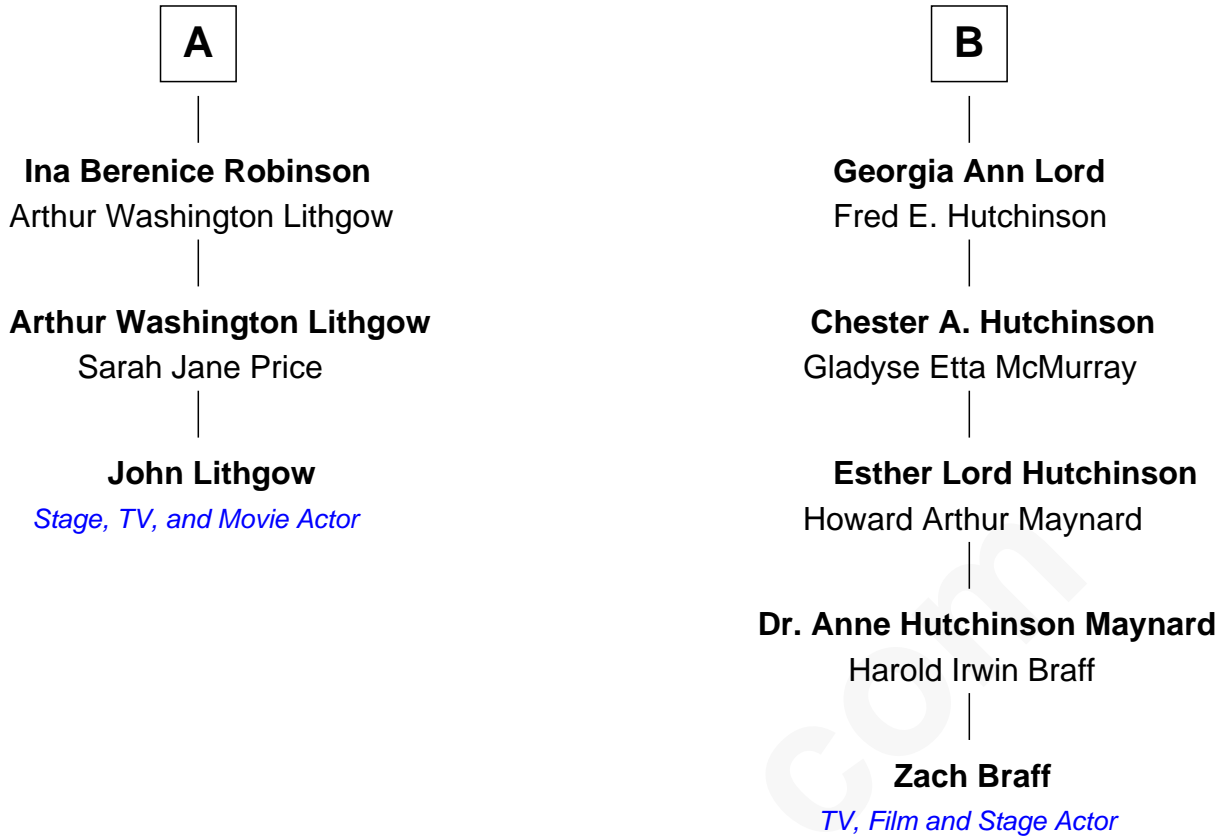 A
Ina Berenice Robinson
Arthur Washington Lithgow
Arthur Washington Lithgow
Sarah Jane Price
John Lithgow
Stage, TV, and Movie Actor
B
Georgia Ann Lord
Fred E. Hutchinson
Chester A. Hutchinson
Gladyse Etta McMurray
Esther Lord Hutchinson
Howard Arthur Maynard
Dr. Anne Hutchinson Maynard
Harold Irwin Braff
Zach Braff
TV, Film and Stage Actor
com